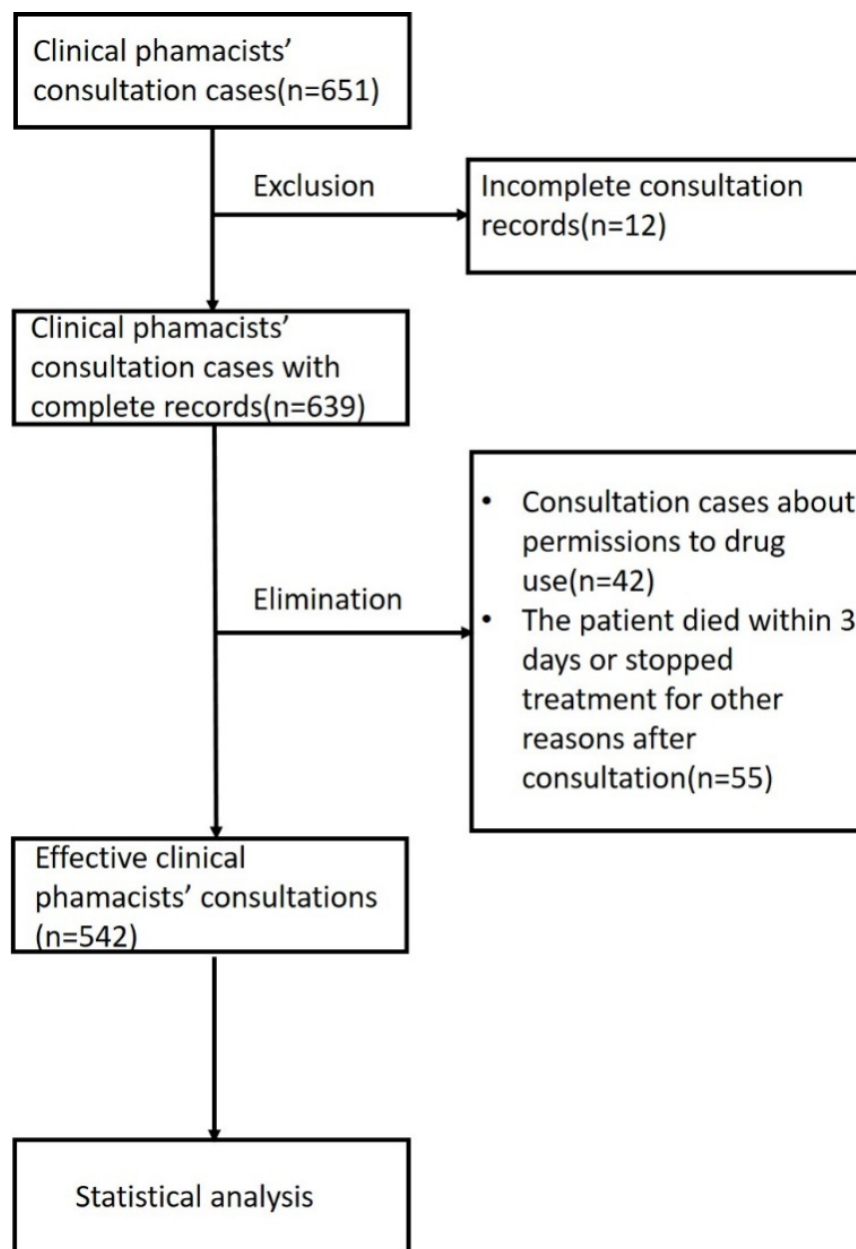 Clinical phamacists'
consultation cases(n=651)
Exclusion
Incomplete consultation
records(n=12)
Clinical phamacists'
consultation cases with
complete records(n=639)
• Consultation cases about
permissions to drug
use(n=42)
Elimination
• The patient died within 3
days or stopped
treatment for other
reasons after
consultation(n=55)
Effective clinical
phamacists' consultations
(n=542)
Statistical analysis